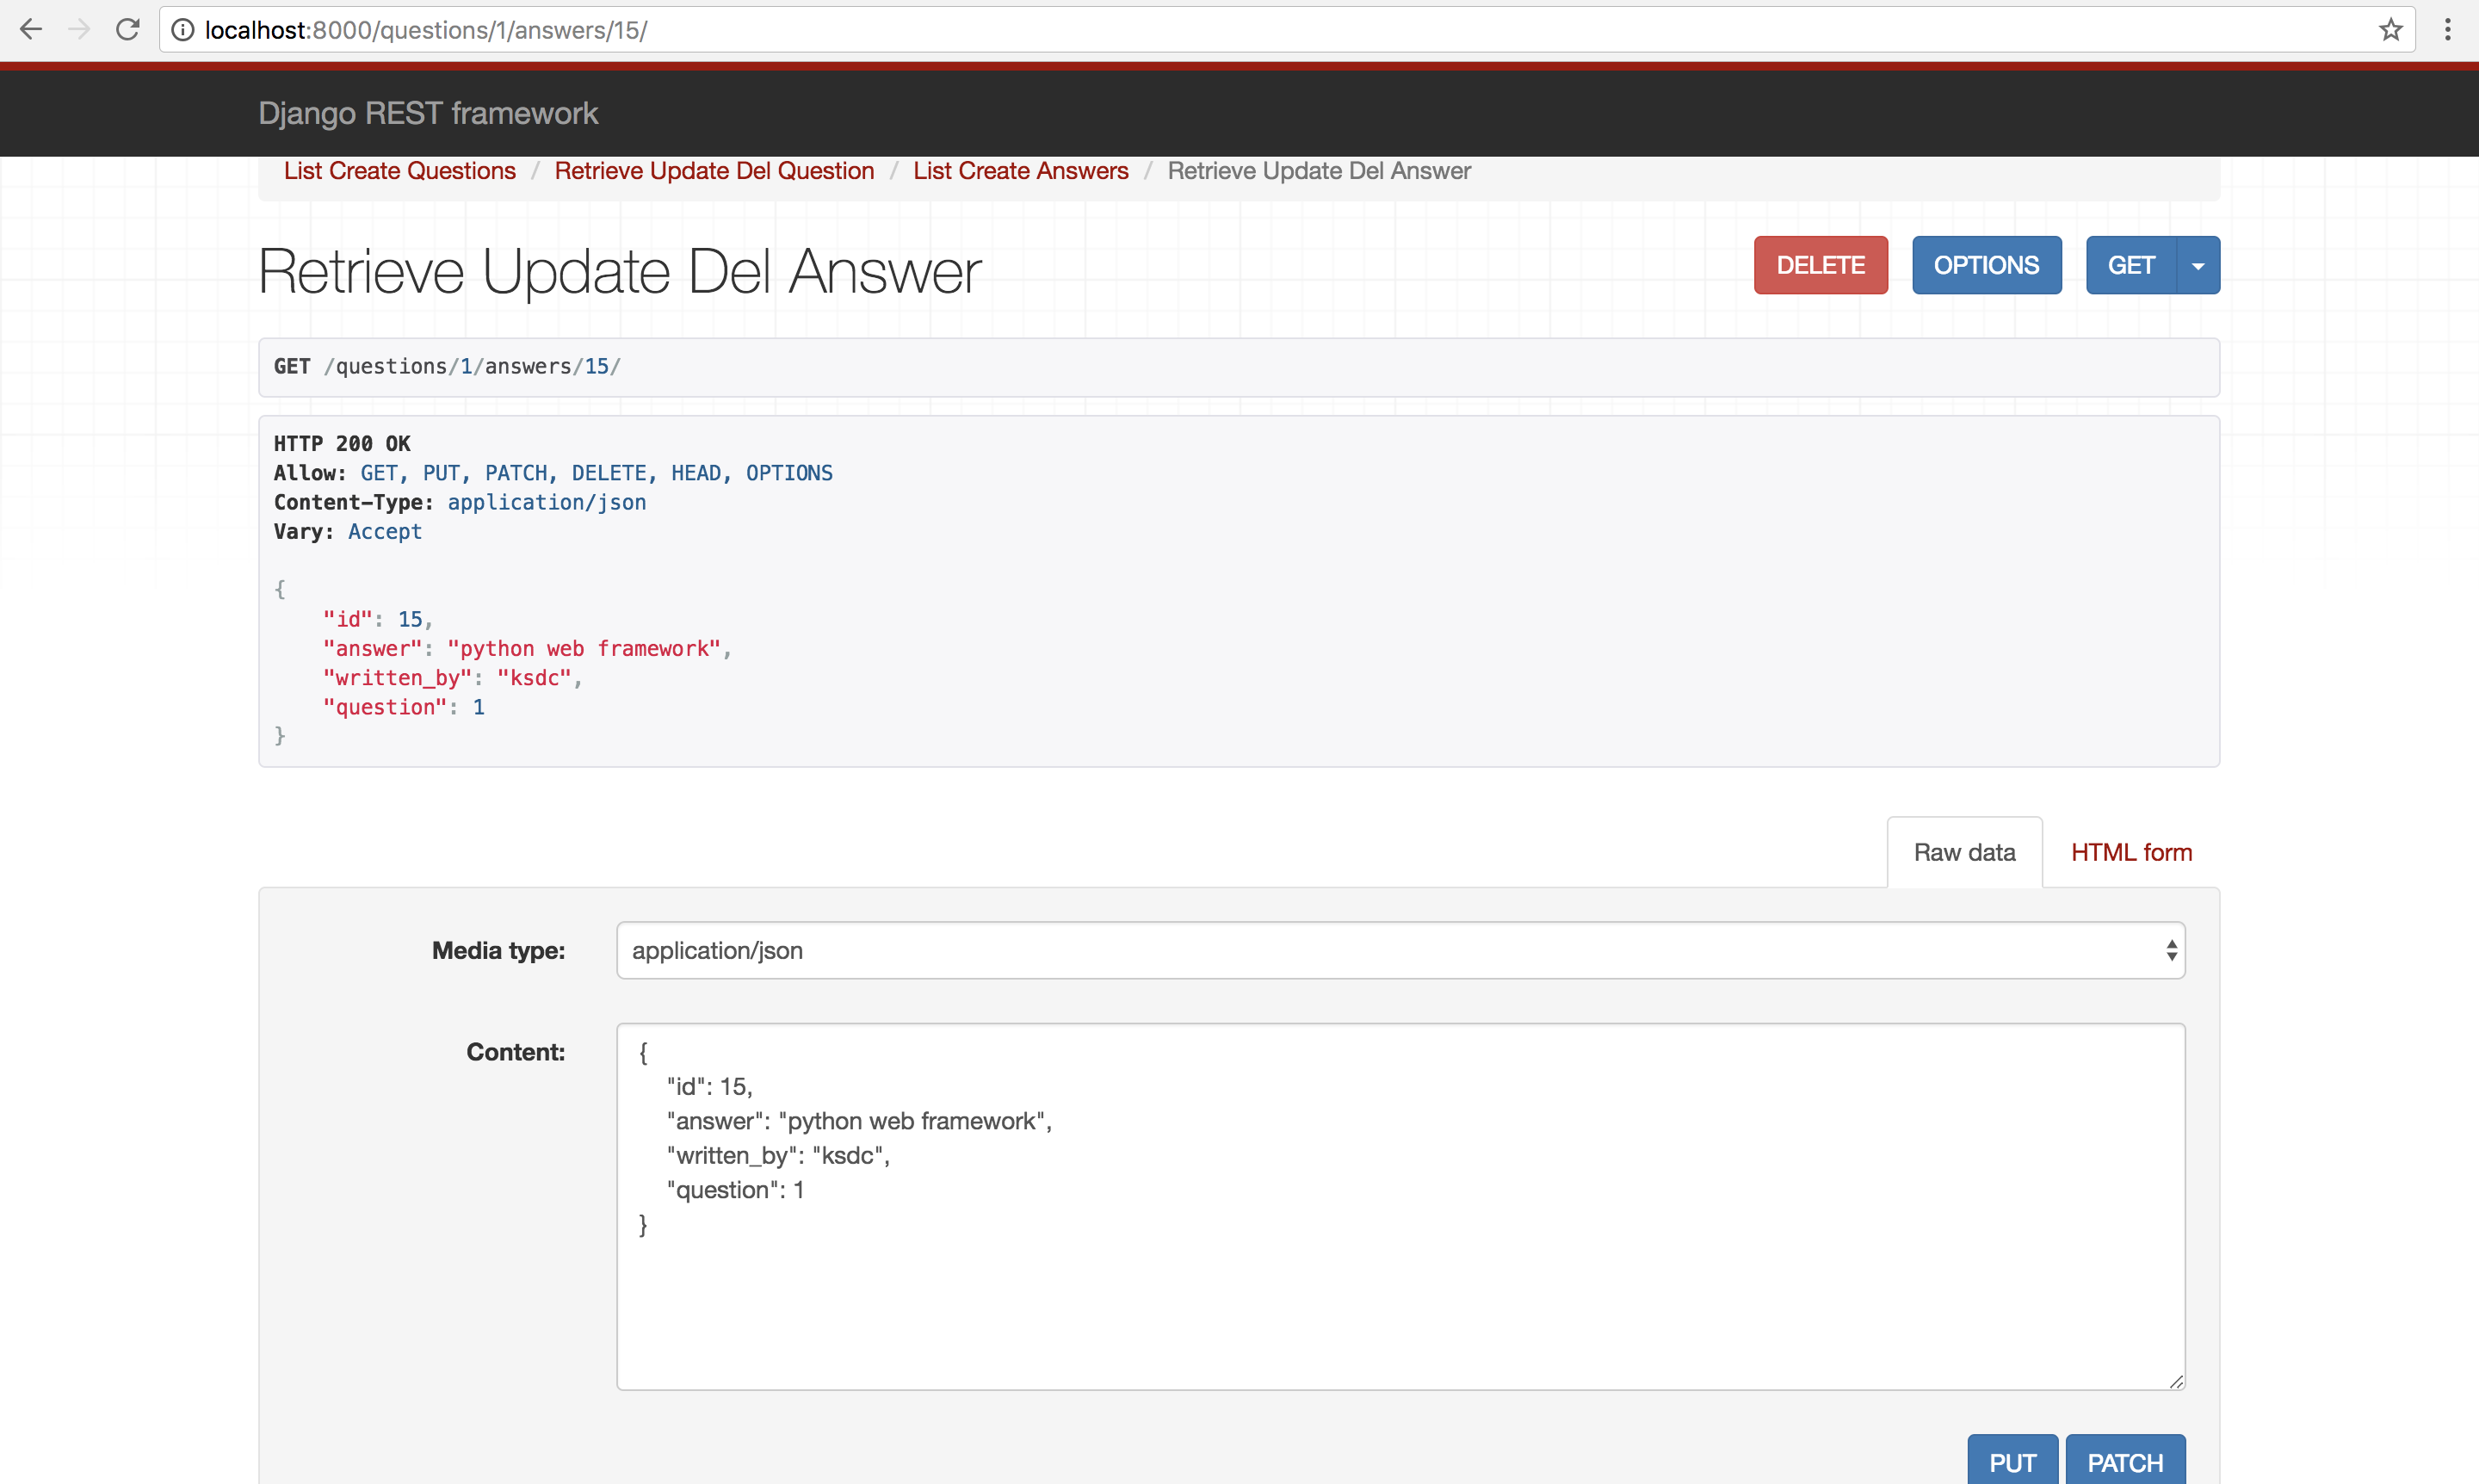 localhost:8000/questions/1/answers/15/
Django REST framework
List Create Questions / Retrieve Update Del Question / List Create Answers / Retrieve Update Del Answer
Retrieve Update Del Answer
DELETE OPTIONS GET
GET /questions/1/answers/15/
HTTP 200 OK
Allow: GET, PUT, PATCH, DELETE, HEAD, OPTIONS
Content-Type: application/json
Vary: Accept
{
"id": 15,
"answer": "python web framework",
"written_by": "ksdc",
"question": 1
}
Raw data HTML form
Media type: application/json
Content: {
"id": 15,
"answer": "python web framework",
"written_by": "ksdc",
"question": 1
}
PUT PATCH